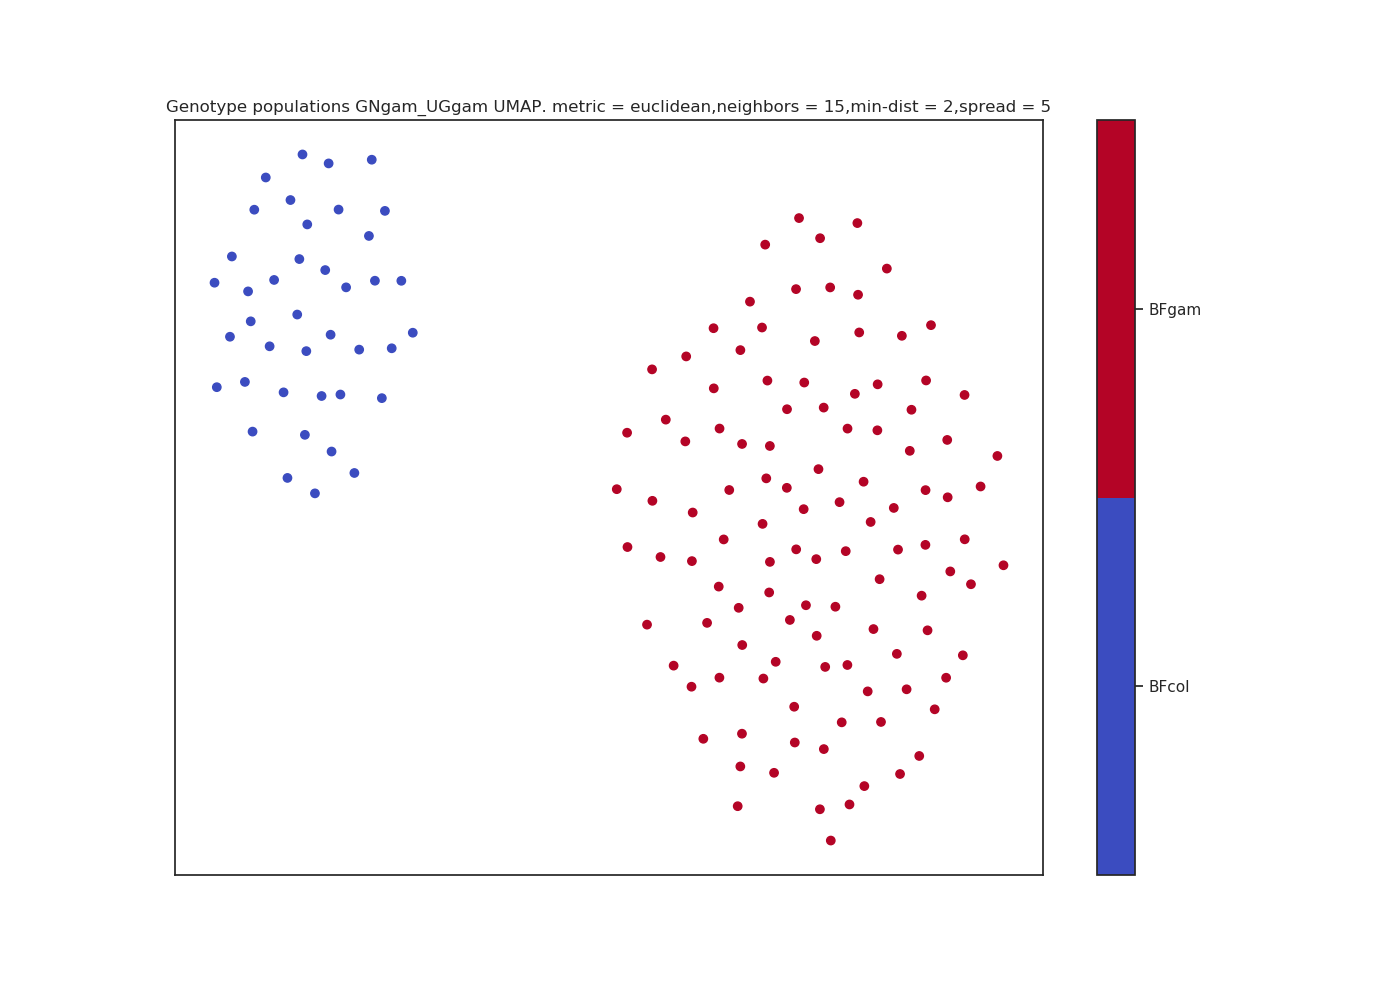 Genotype populations GNgam_UGgam UMAP. metric = euclidean,neighbors = 15,min-dist = 2,spread = 5
BFgam
BFcol